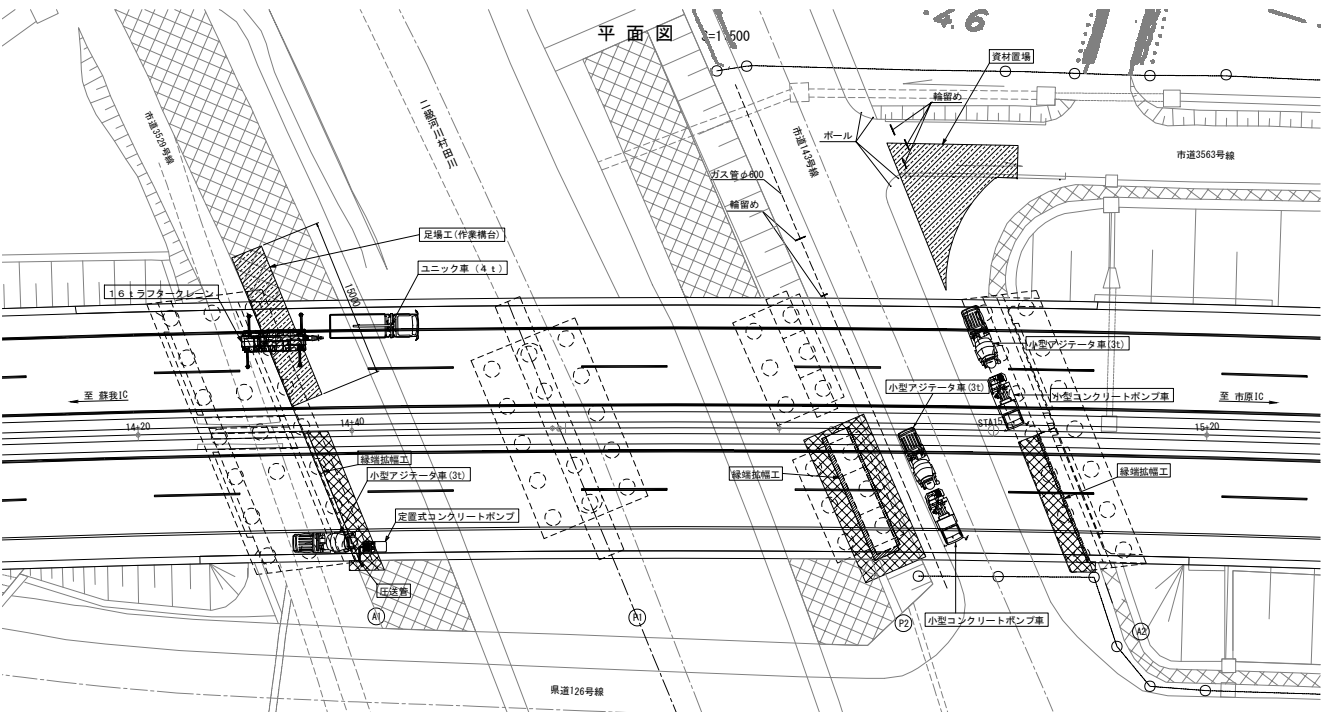 平 面 図
S=1:500
46
資材置場
輪留め
ポール
市道3563号線
市道3529号線
二級河川村田川
市道143号線
ガス管φ600
輪留め
足場工(作業構台)
ユニック車(4t)
16tラフタークレーン
15000
小型アジテータ車(3t)
小型アジテータ車(3t)
小型コンクリートポンプ車
至 蘇我IC
至 市原IC
14+20
14+40
STA15
15+20
縁端拡幅工
小型アジテータ車(3t)
縁端拡幅工
縁端拡幅工
定置式コンクリートポンプ
圧送管
A1
P1
P2
小型コンクリートポンプ車
A2
県道126号線